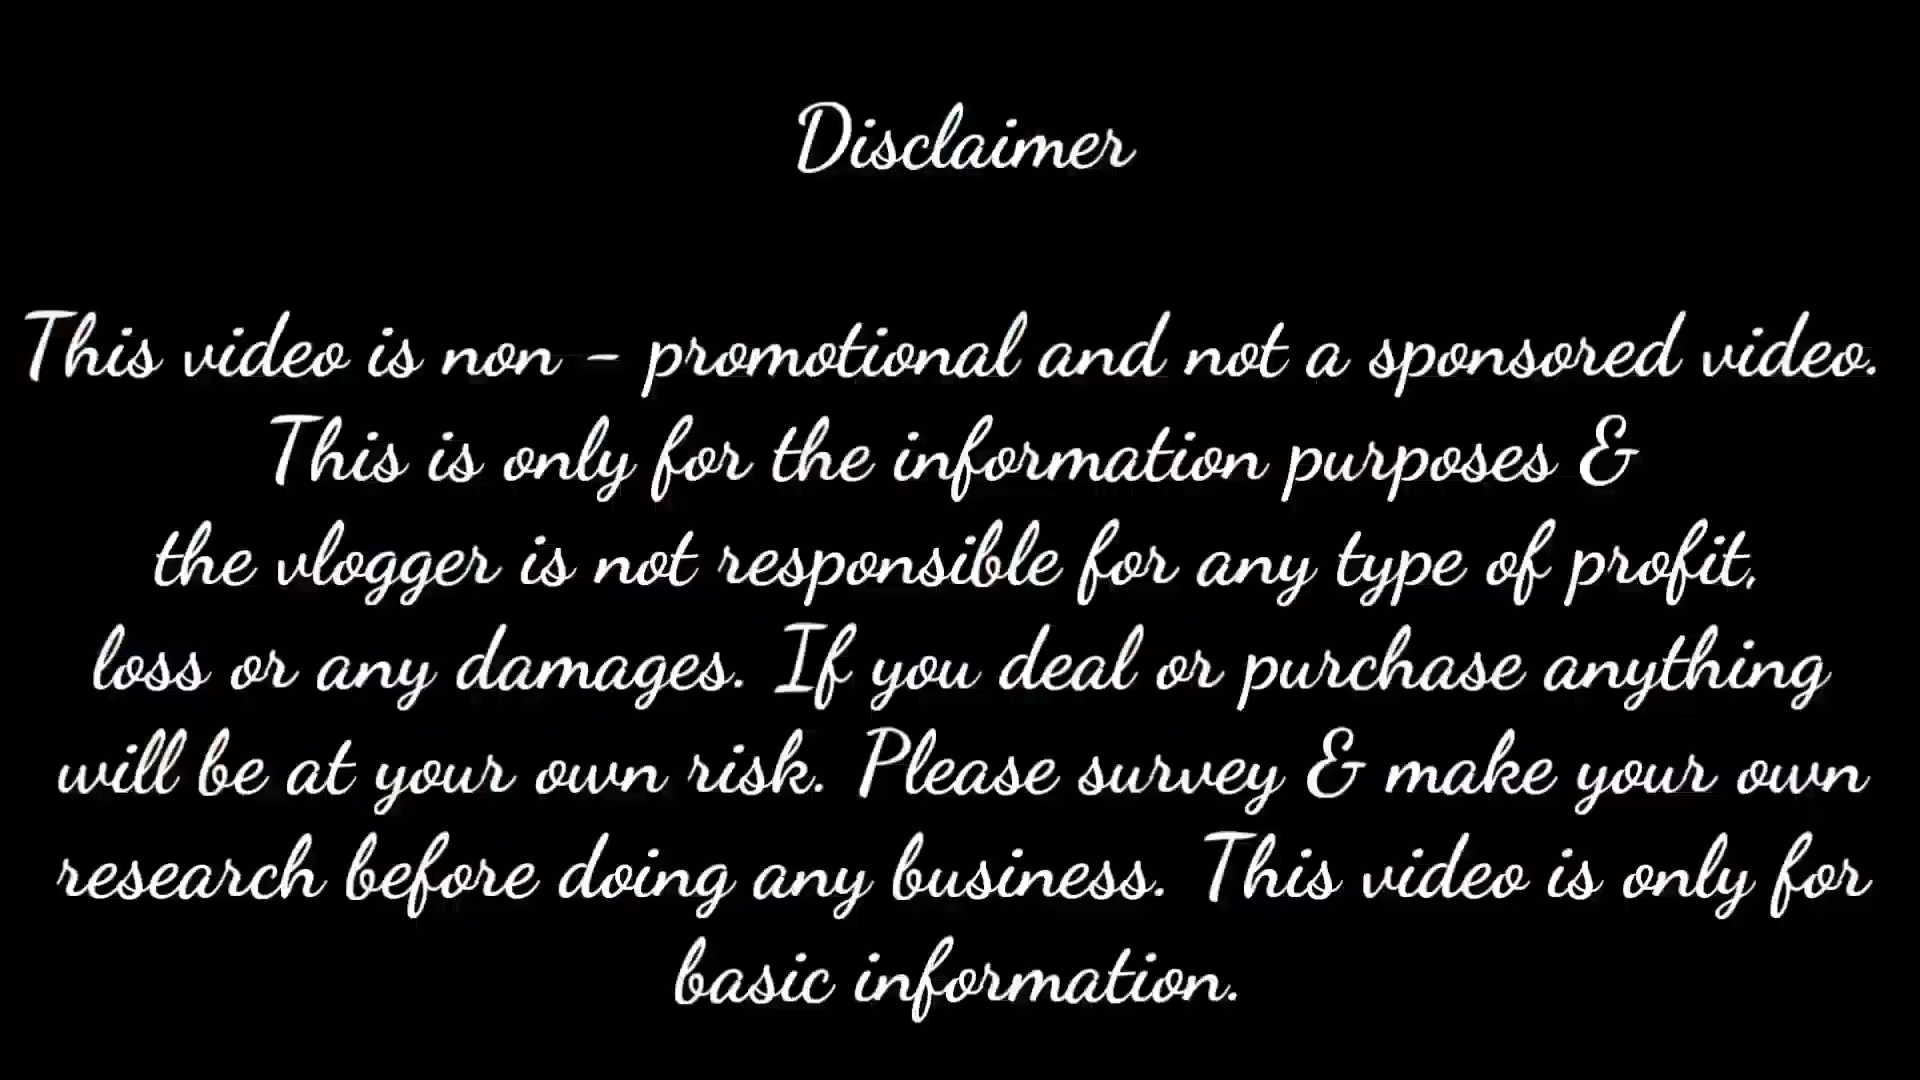 Disclaimer
This video is non - promotional and not a sponsored video.
This is only for the information purposes &
the vlogger is not responsible for any type of profit,
loss or any damages. If you deal or purchase anything
will be at your own risk. Please survey & make your own
research before doing any business. This video is only for
basic information.